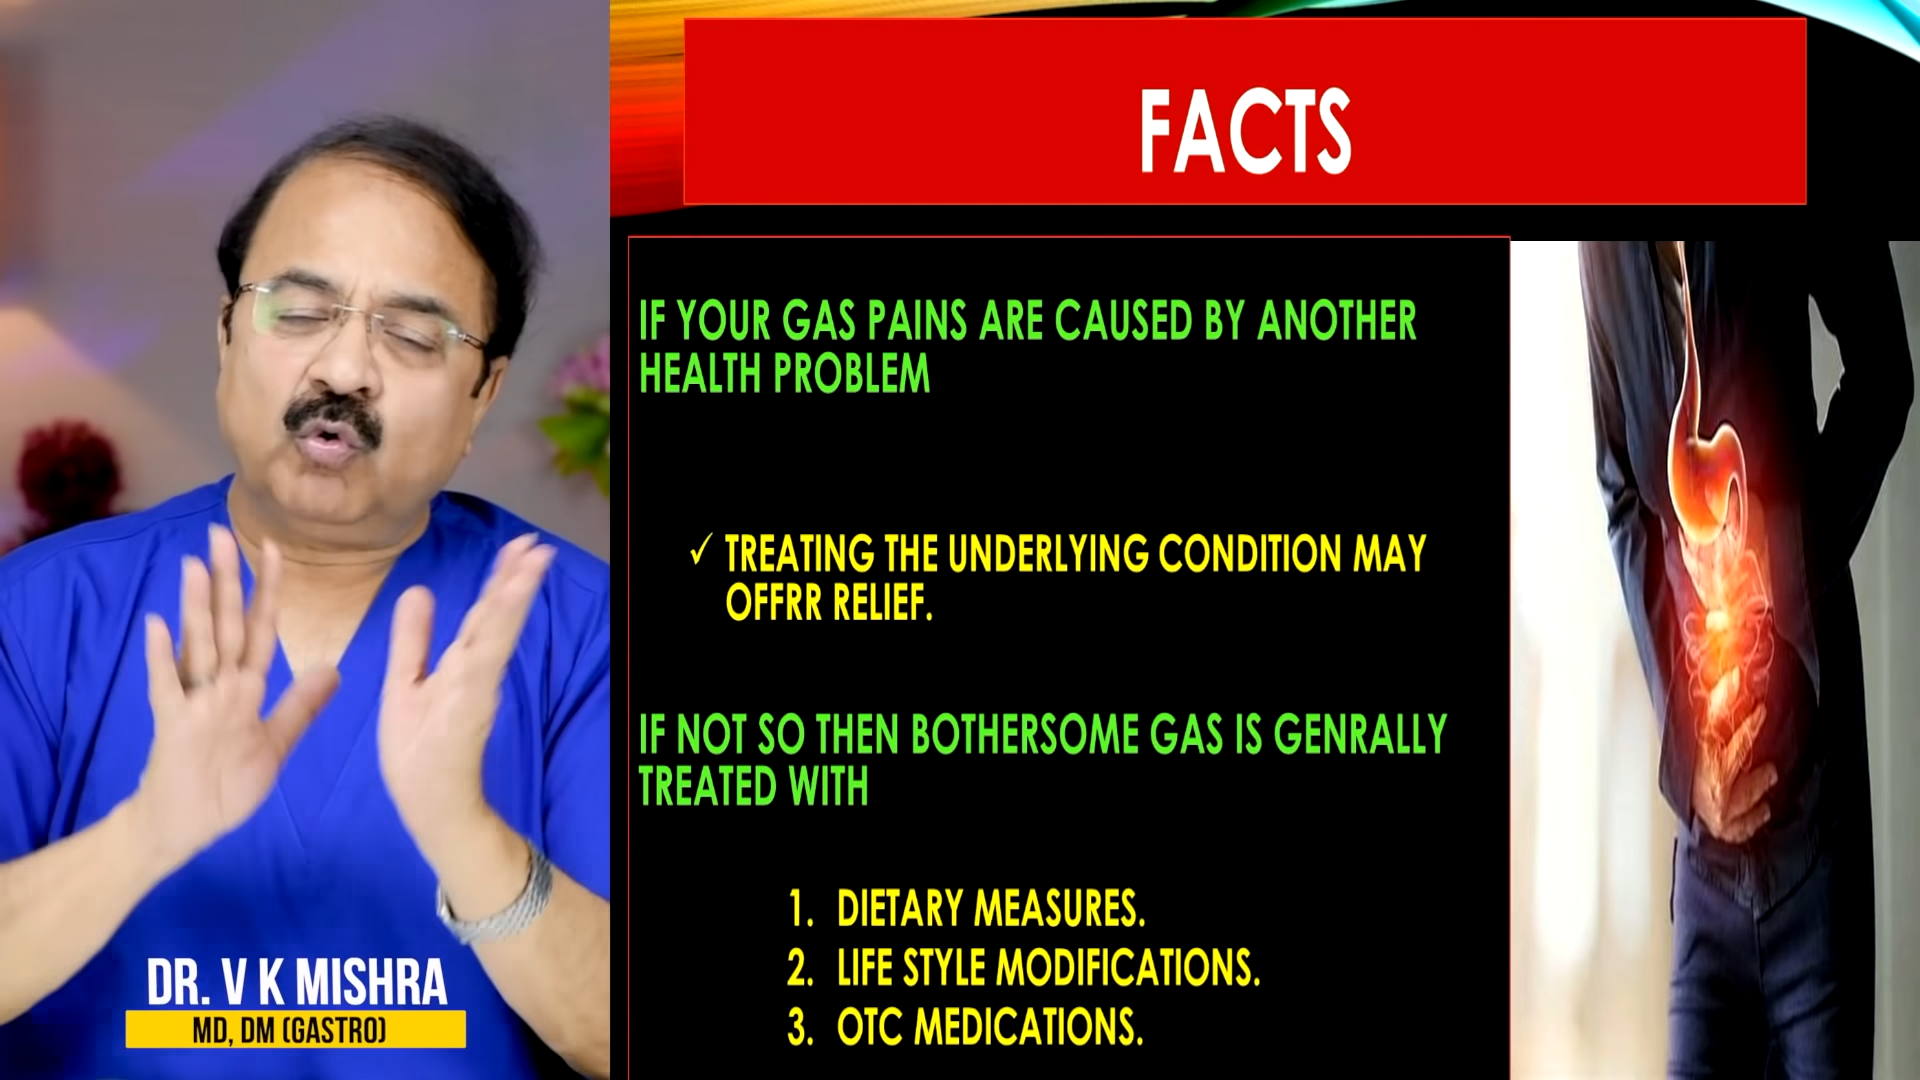 FACTS
IF YOUR GAS PAINS ARE CAUSED BY ANOTHER
HEALTH PROBLEM
✓ TREATING THE UNDERLYING CONDITION MAY
OFFRR RELIEF.
IF NOT SO THEN BOTHERSOME GAS IS GENRALLY
TREATED WITH
1. DIETARY MEASURES.
2. LIFE STYLE MODIFICATIONS.
3. OTC MEDICATIONS.
DR. V K MISHRA
MD, DM (GASTRO)